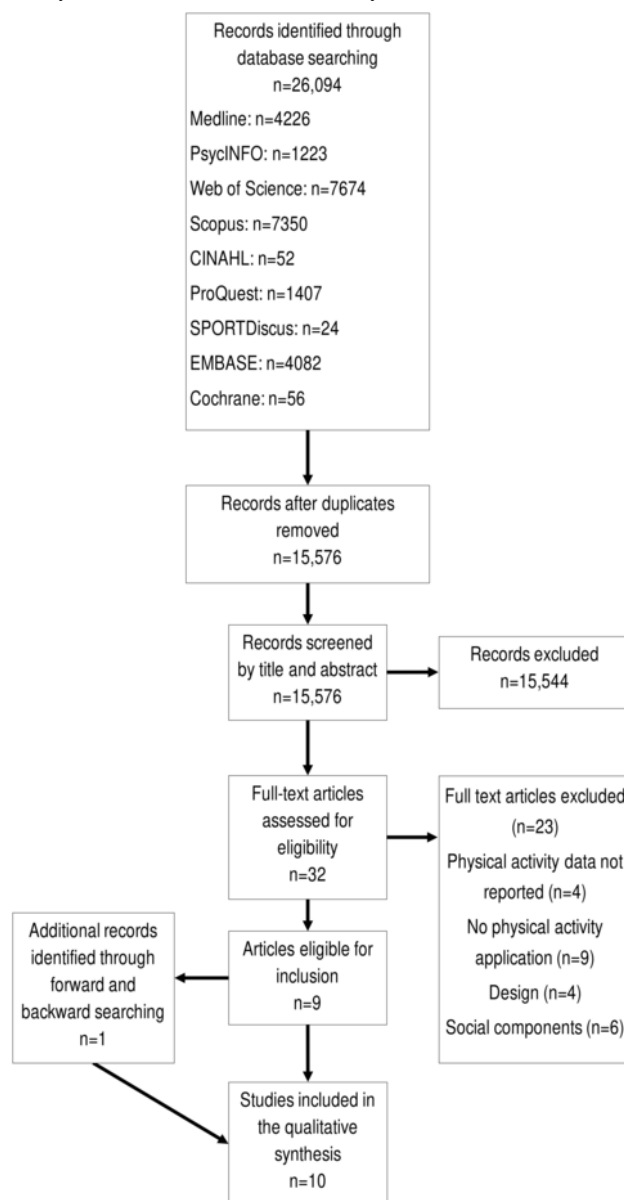 Records identified through
database searching
n=26,094
Medline: n=4226
PsycINFO: n=1223
Web of Science: n=7674
Scopus: n=7350
CINAHL: n=52
ProQuest: n=1407
SPORTDiscus: n=24
EMBASE: n=4082
Cochrane: n=56
Records after duplicates
removed
n=15,576
Records screened
by title and abstract
n=15,576
Records excluded
n=15,544
Full-text articles
assessed for
eligibility
n=32
Full text articles excluded
(n=23)
Physical activity data not
reported (n=4)
No physical activity
application (n=9)
Design (n=4)
Social components (n=6)
Articles eligible for
inclusion
n=9
Additional records
identified through
forward and
backward searching
n=1
Studies included in
the qualitative
synthesis
n=10